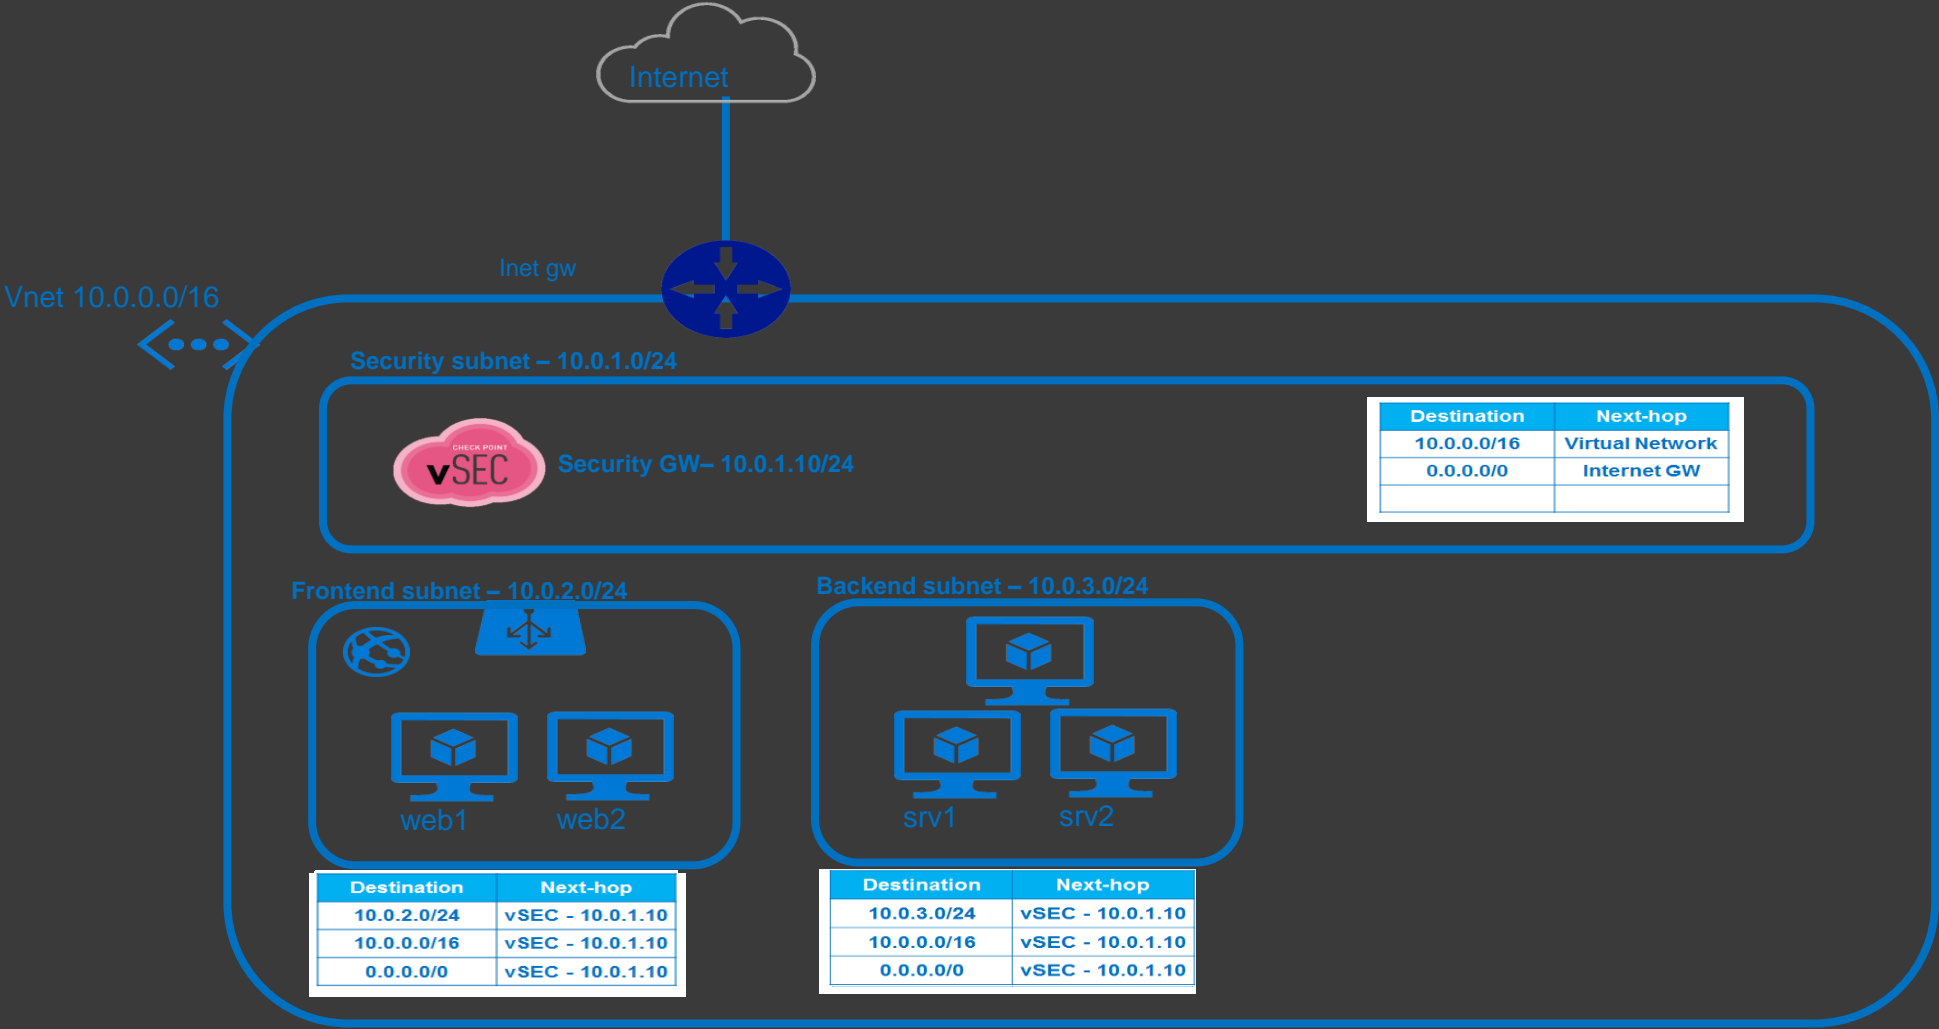 Internet
Inet gw
Vnet 10.0.0.0/16
Security subnet – 10.0.1.0/24
CHECK POINT
vSEC
Security GW– 10.0.1.10/24
Destination Next-hop
10.0.0.0/16 Virtual Network
0.0.0.0/0 Internet GW
Frontend subnet – 10.0.2.0/24
web1 web2
Destination Next-hop
10.0.2.0/24 vSEC - 10.0.1.10
10.0.0.0/16 vSEC - 10.0.1.10
0.0.0.0/0 vSEC - 10.0.1.10
Backend subnet – 10.0.3.0/24
srv1 srv2
Destination Next-hop
10.0.3.0/24 vSEC - 10.0.1.10
10.0.0.0/16 vSEC - 10.0.1.10
0.0.0.0/0 vSEC - 10.0.1.10